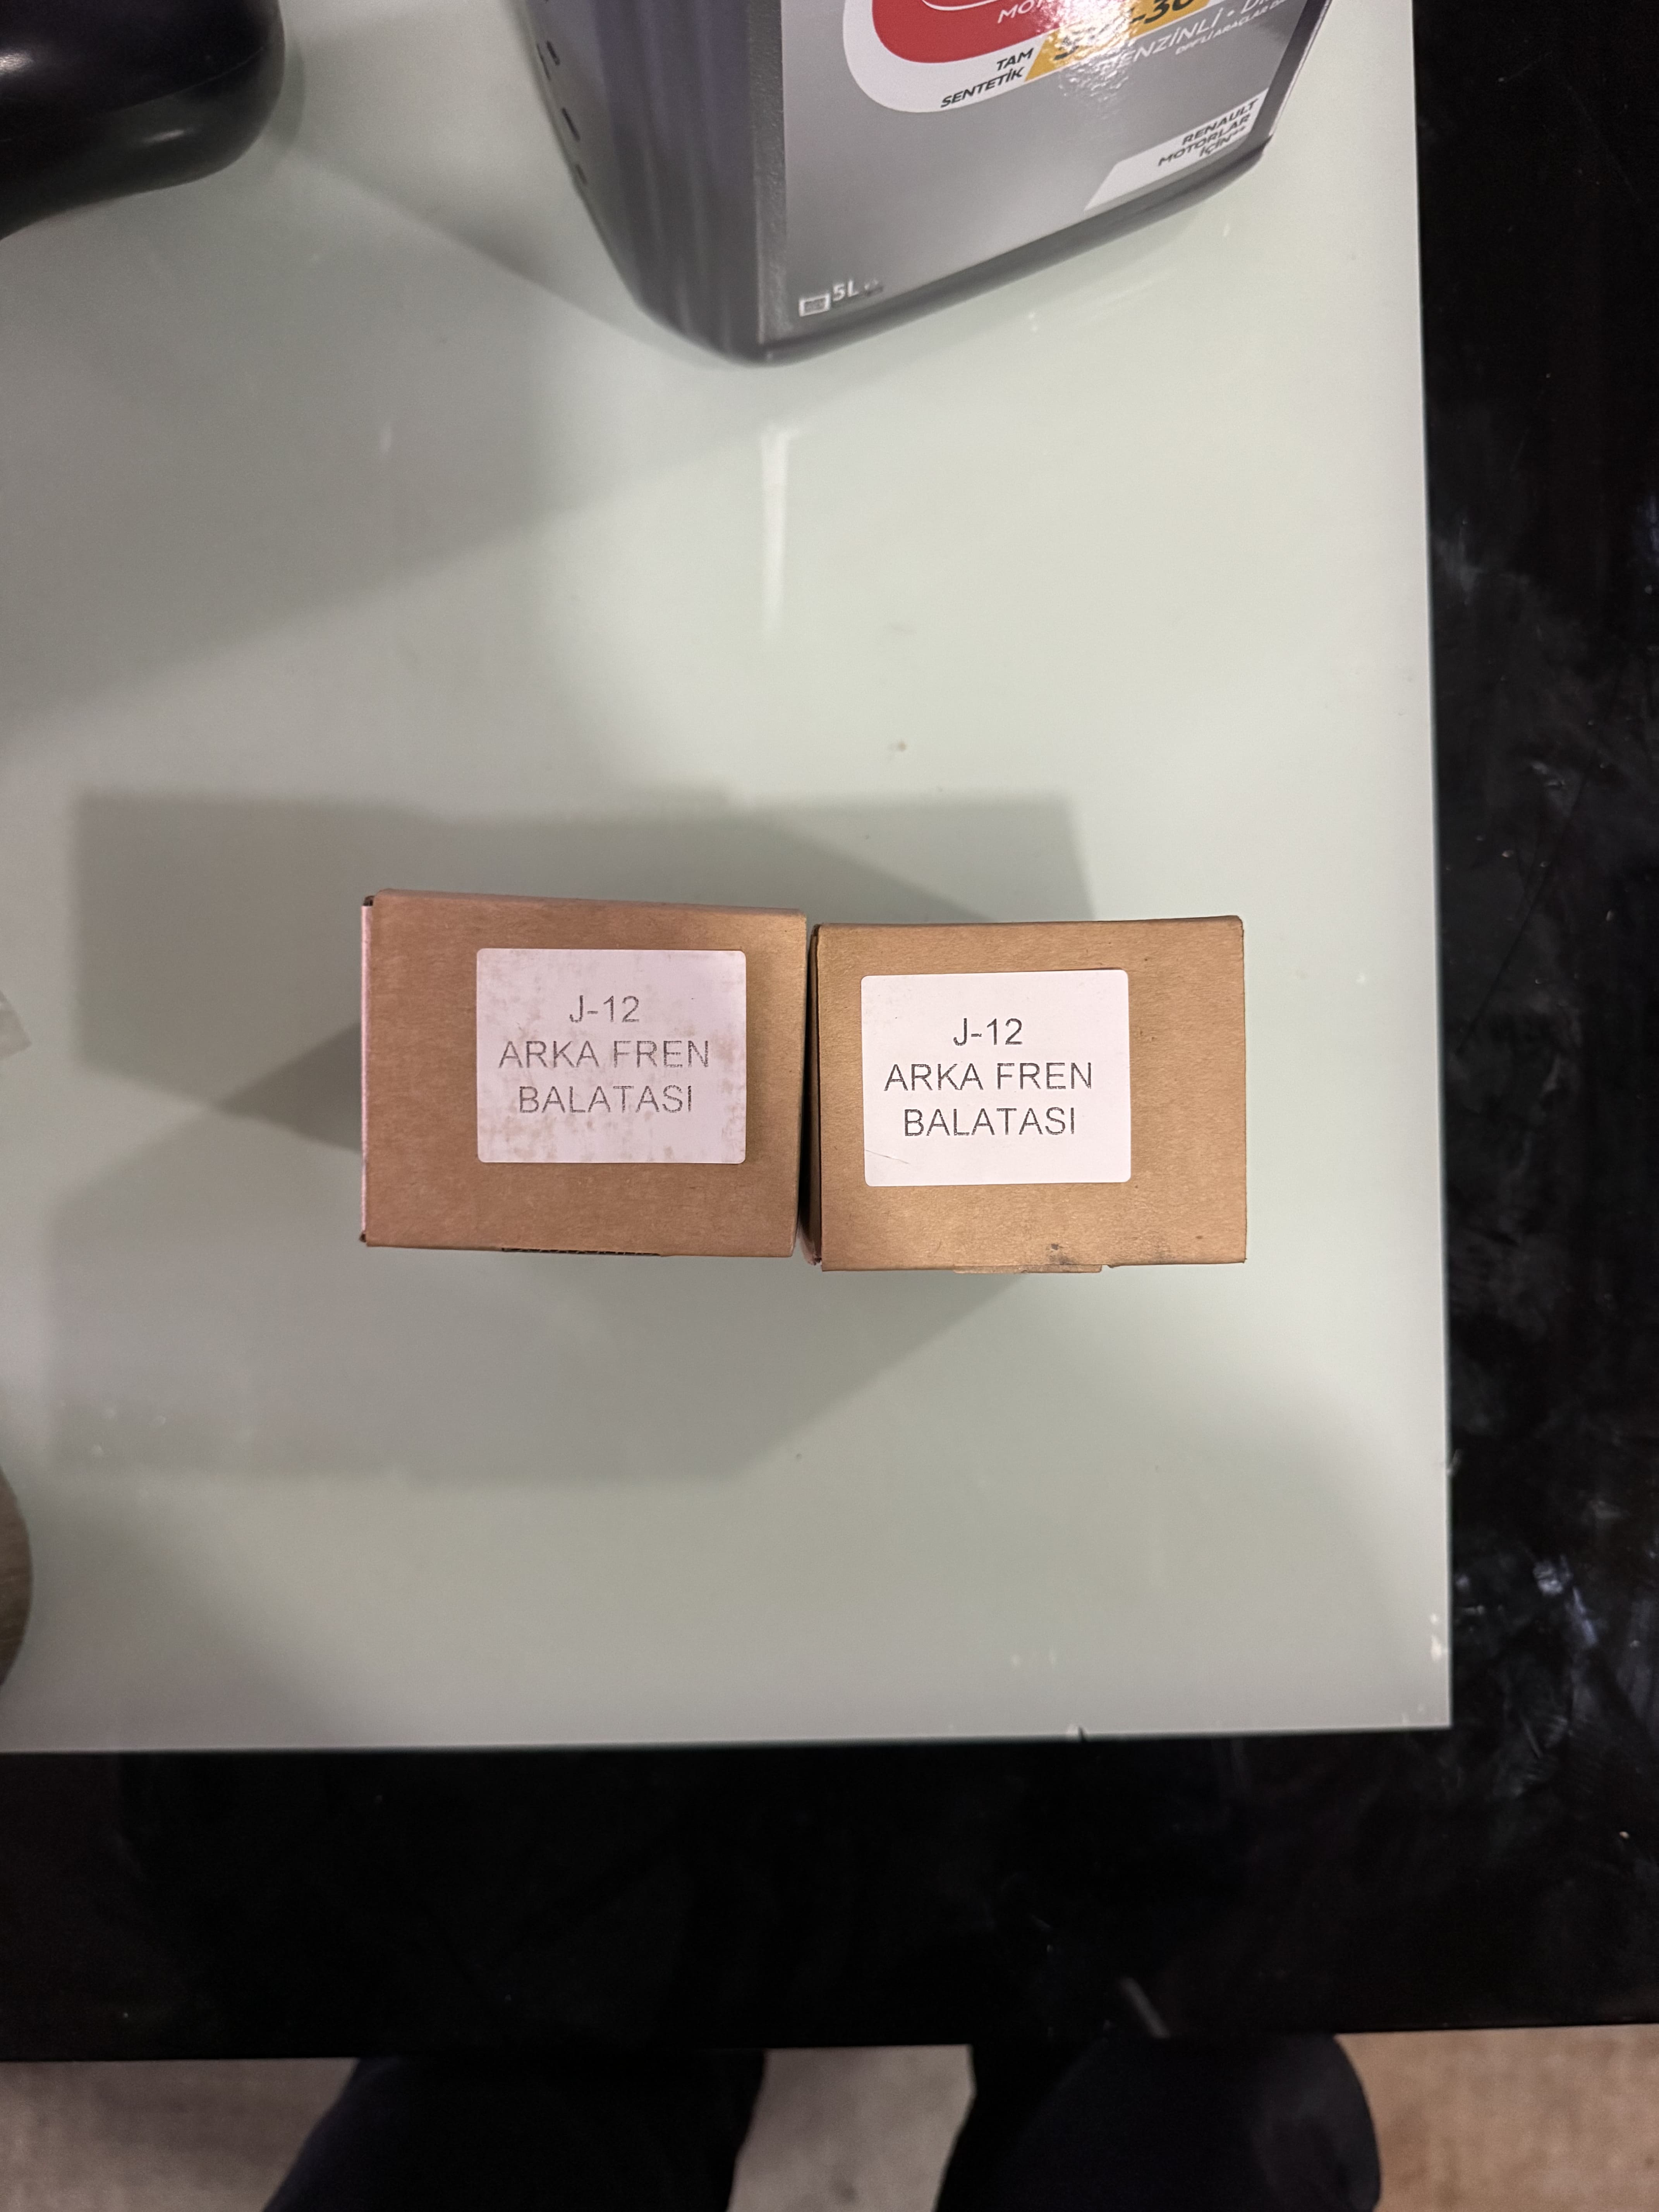 TAM
SENTETİK
RENAULT
MOTORLAR
İÇİN
5L
J-12
ARKA FREN
BALATASI
J-12
ARKA FREN
BALATASI